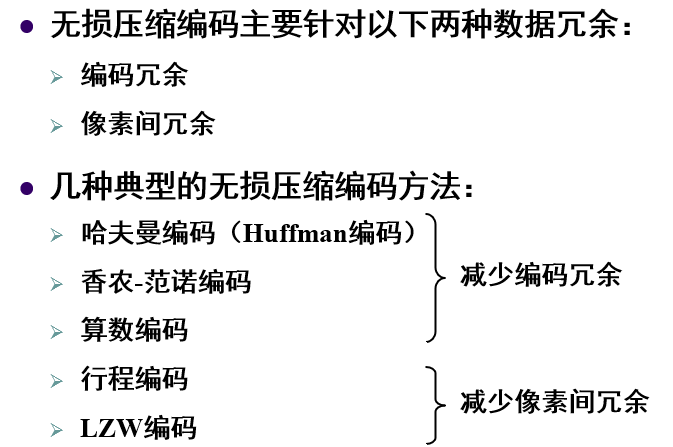 无损压缩编码主要针对以下两种数据冗余：
编码冗余
像素间冗余
几种典型的无损压缩编码方法：
哈夫曼编码（Huffman编码）
香农-范诺编码
减少编码冗余
算数编码
行程编码
减少像素间冗余
LZW编码